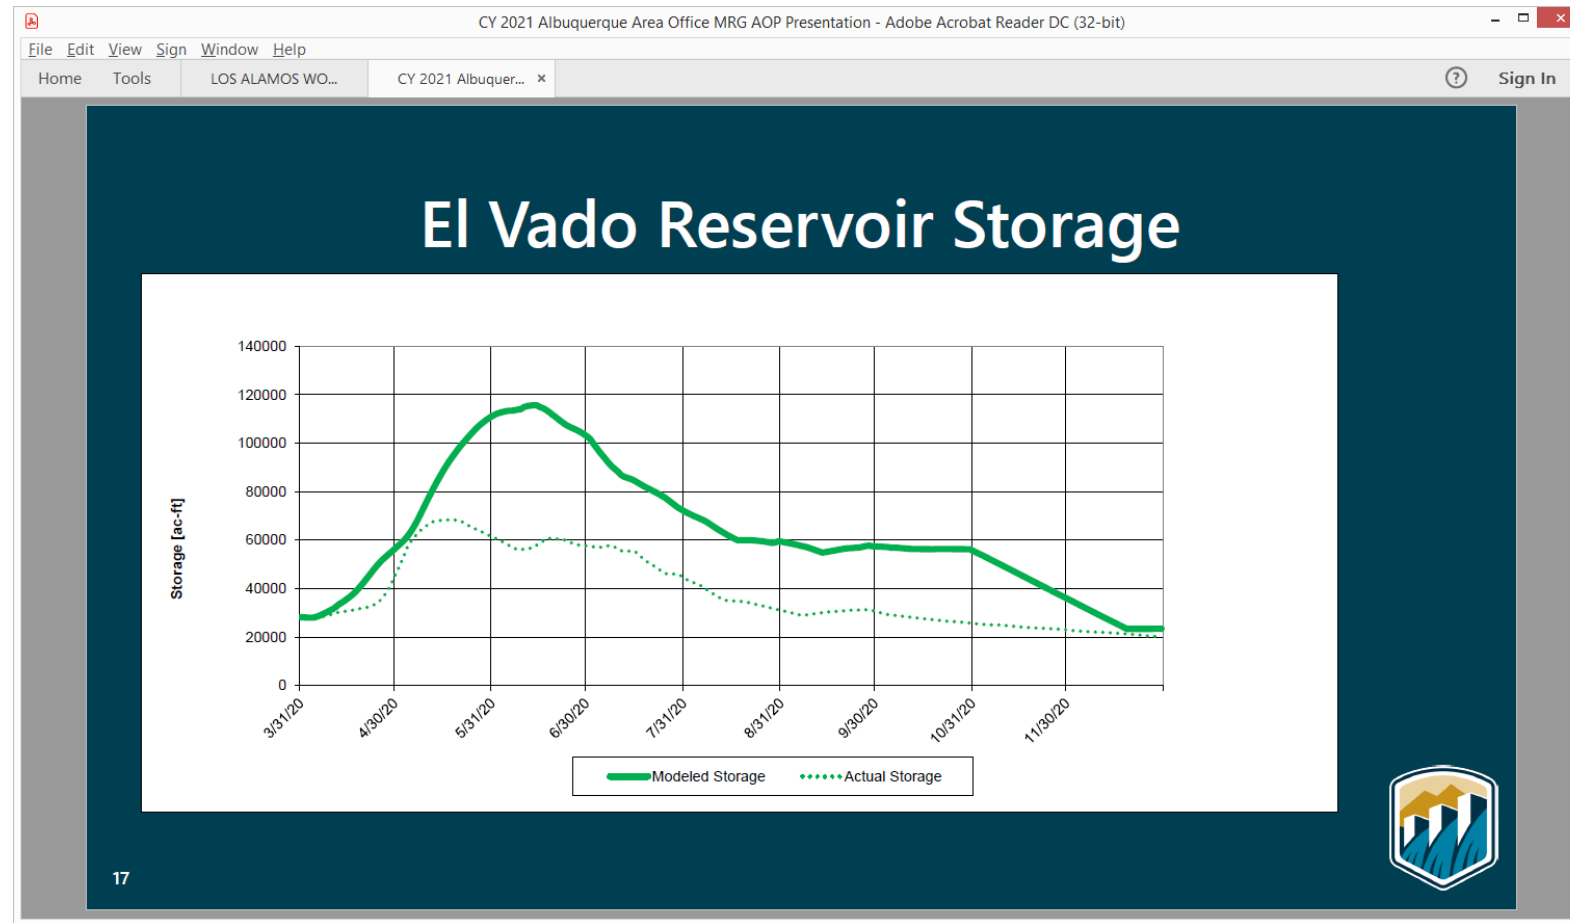 CY 2021 Albuquerque Area Office MRG AOP Presentation - Adobe Acrobat Reader DC (32-bit)
File Edit View Sign Window Help
Home Tools LOS ALAMOS WO... CY 2021 Albuquer... × ? Sign In
El Vado Reservoir Storage
140000
120000
100000
80000
60000
40000
20000
0
Storage [ac-ft]
3/31/20 4/30/20 5/31/20 6/30/20 7/31/20 8/31/20 9/30/20 10/31/20 11/30/20
Modeled Storage Actual Storage
17